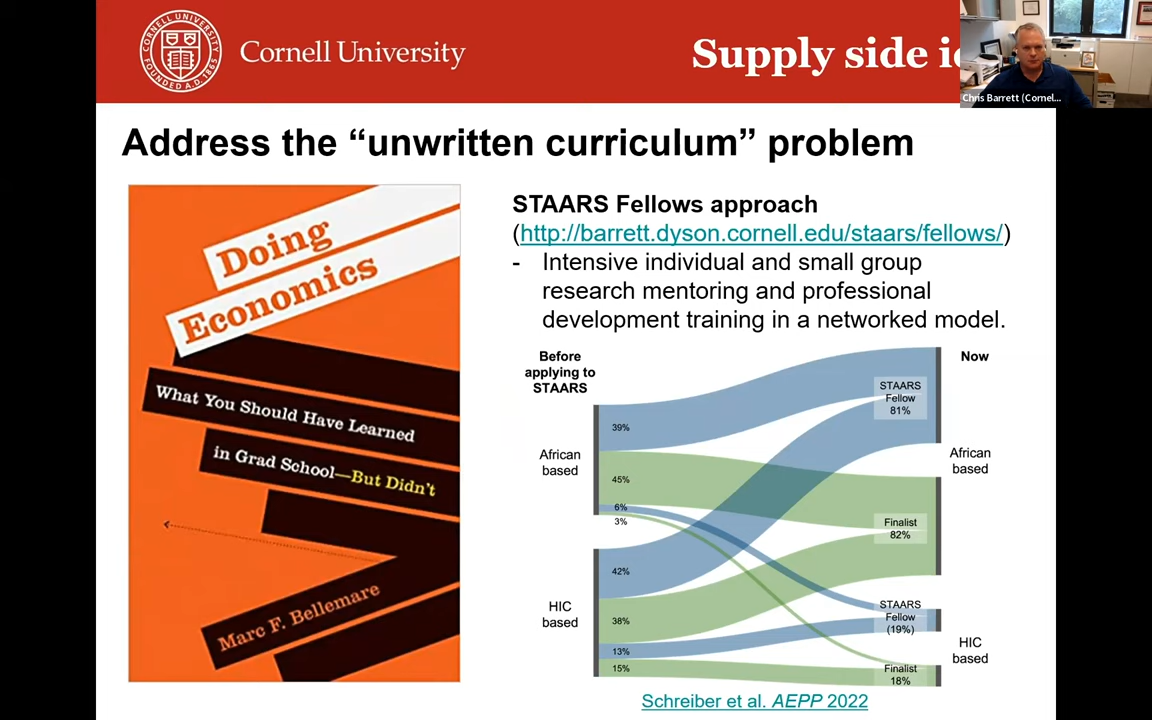 Cornell University
Supply side i
Chris Barrett (Cornel...
Address the “unwritten curriculum” problem
Doing
Economics
What You Should Have Learned
in Grad School—But Didn't
Marc F. Bellemare
STAARS Fellows approach
(http://barrett.dyson.cornell.edu/staars/fellows/)
- Intensive individual and small group
research mentoring and professional
development training in a networked model.
Before
applying to
STAARS
Now
African
based
HIC
based
39%
45%
6%
3%
42%
38%
13%
15%
STAARS
Fellow
81%
Finalist
82%
STAARS
Fellow
(19%)
Finalist
18%
African
based
HIC
based
Schreiber et al. AEPP 2022